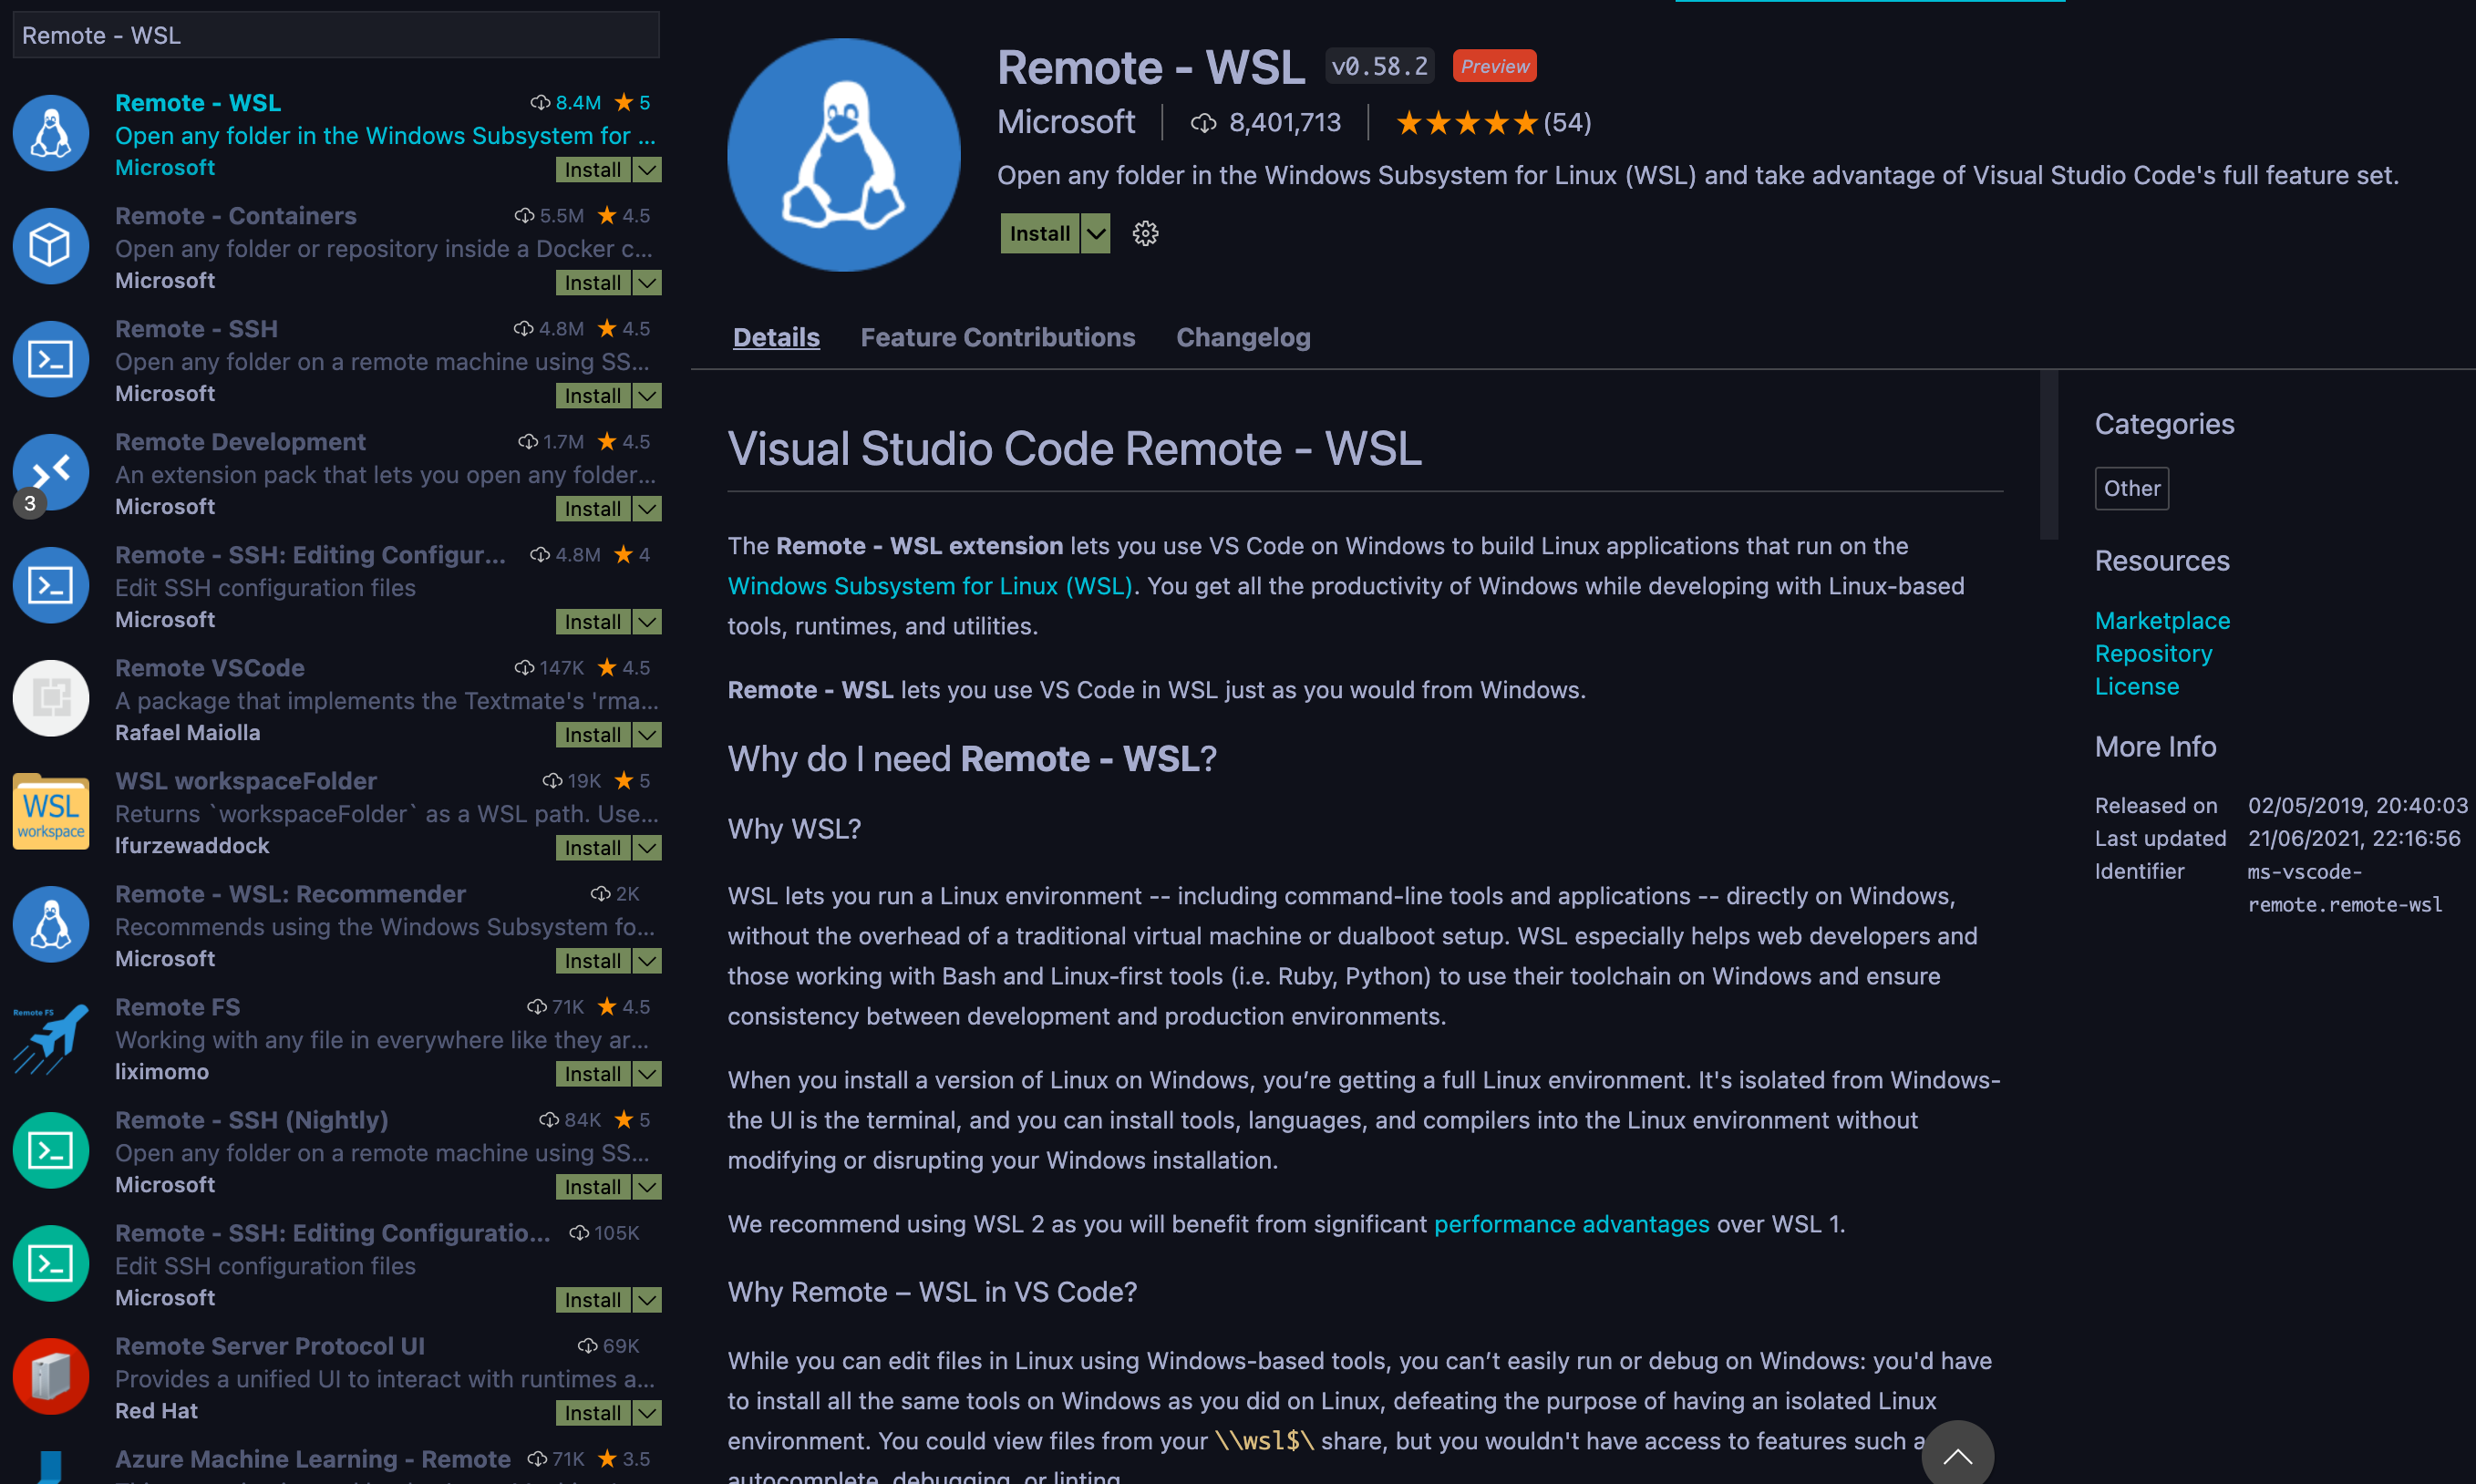 Remote - WSL
Remote - WSL 8.4M ★ 5
Open any folder in the Windows Subsystem for ...
Microsoft Install
Remote - Containers 5.5M ★ 4.5
Open any folder or repository inside a Docker c...
Microsoft Install
Remote - SSH 4.8M ★ 4.5
Open any folder on a remote machine using SS...
Microsoft Install
Remote Development 1.7M ★ 4.5
An extension pack that lets you open any folder...
3
Microsoft Install
Remote - SSH: Editing Configur... 4.8M ★ 4
Edit SSH configuration files
Microsoft Install
Remote VSCode 147K ★ 4.5
A package that implements the Textmate's 'rma...
Rafael Maiolla Install
WSL workspaceFolder 19K ★ 5
WSL
workspace
Returns `workspaceFolder` as a WSL path. Use...
lfurzewaddock Install
Remote - WSL: Recommender 2K
Recommends using the Windows Subsystem fo...
Microsoft Install
Remote FS 71K ★ 4.5
Remote FS
Working with any file in everywhere like they ar...
liximomo Install
Remote - SSH (Nightly) 84K ★ 5
Open any folder on a remote machine using SS...
Microsoft Install
Remote - SSH: Editing Configuratio... 105K
Edit SSH configuration files
Microsoft Install
Remote Server Protocol UI 69K
Provides a unified UI to interact with runtimes a...
Red Hat Install
Azure Machine Learning - Remote 71K ★ 3.5
Remote - WSL v0.58.2 Preview
Microsoft 8,401,713 ★★★★★(54)
Open any folder in the Windows Subsystem for Linux (WSL) and take advantage of Visual Studio Code's full feature set.
Install
Details Feature Contributions Changelog
Visual Studio Code Remote - WSL
The Remote - WSL extension lets you use VS Code on Windows to build Linux applications that run on the
Windows Subsystem for Linux (WSL). You get all the productivity of Windows while developing with Linux-based
tools, runtimes, and utilities.
Remote - WSL lets you use VS Code in WSL just as you would from Windows.
Why do I need Remote - WSL?
Why WSL?
WSL lets you run a Linux environment -- including command-line tools and applications -- directly on Windows,
without the overhead of a traditional virtual machine or dualboot setup. WSL especially helps web developers and
those working with Bash and Linux-first tools (i.e. Ruby, Python) to use their toolchain on Windows and ensure
consistency between development and production environments.
When you install a version of Linux on Windows, you’re getting a full Linux environment. It's isolated from Windows-
the UI is the terminal, and you can install tools, languages, and compilers into the Linux environment without
modifying or disrupting your Windows installation.
We recommend using WSL 2 as you will benefit from significant performance advantages over WSL 1.
Why Remote – WSL in VS Code?
While you can edit files in Linux using Windows-based tools, you can’t easily run or debug on Windows: you'd have
to install all the same tools on Windows as you did on Linux, defeating the purpose of having an isolated Linux
environment. You could view files from your \\wsl$\ share, but you wouldn't have access to features such
autocomplete, debugging, or linting.
Categories
Other
Resources
Marketplace
Repository
License
More Info
Released on 02/05/2019, 20:40:03
Last updated 21/06/2021, 22:16:56
Identifier ms-vscode-
remote.remote-wsl